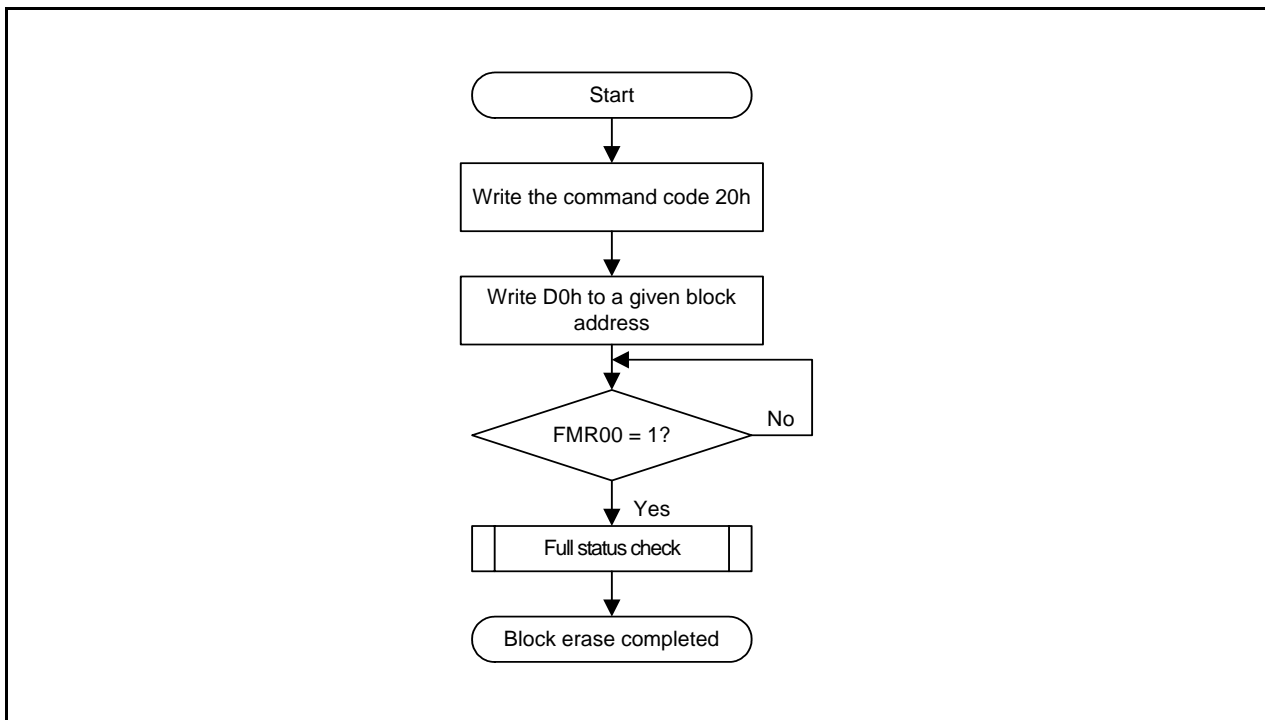 Start
Write the command code 20h
Write D0h to a given block
address
No
FMR00 = 1?
Yes
Full status check
Block erase completed